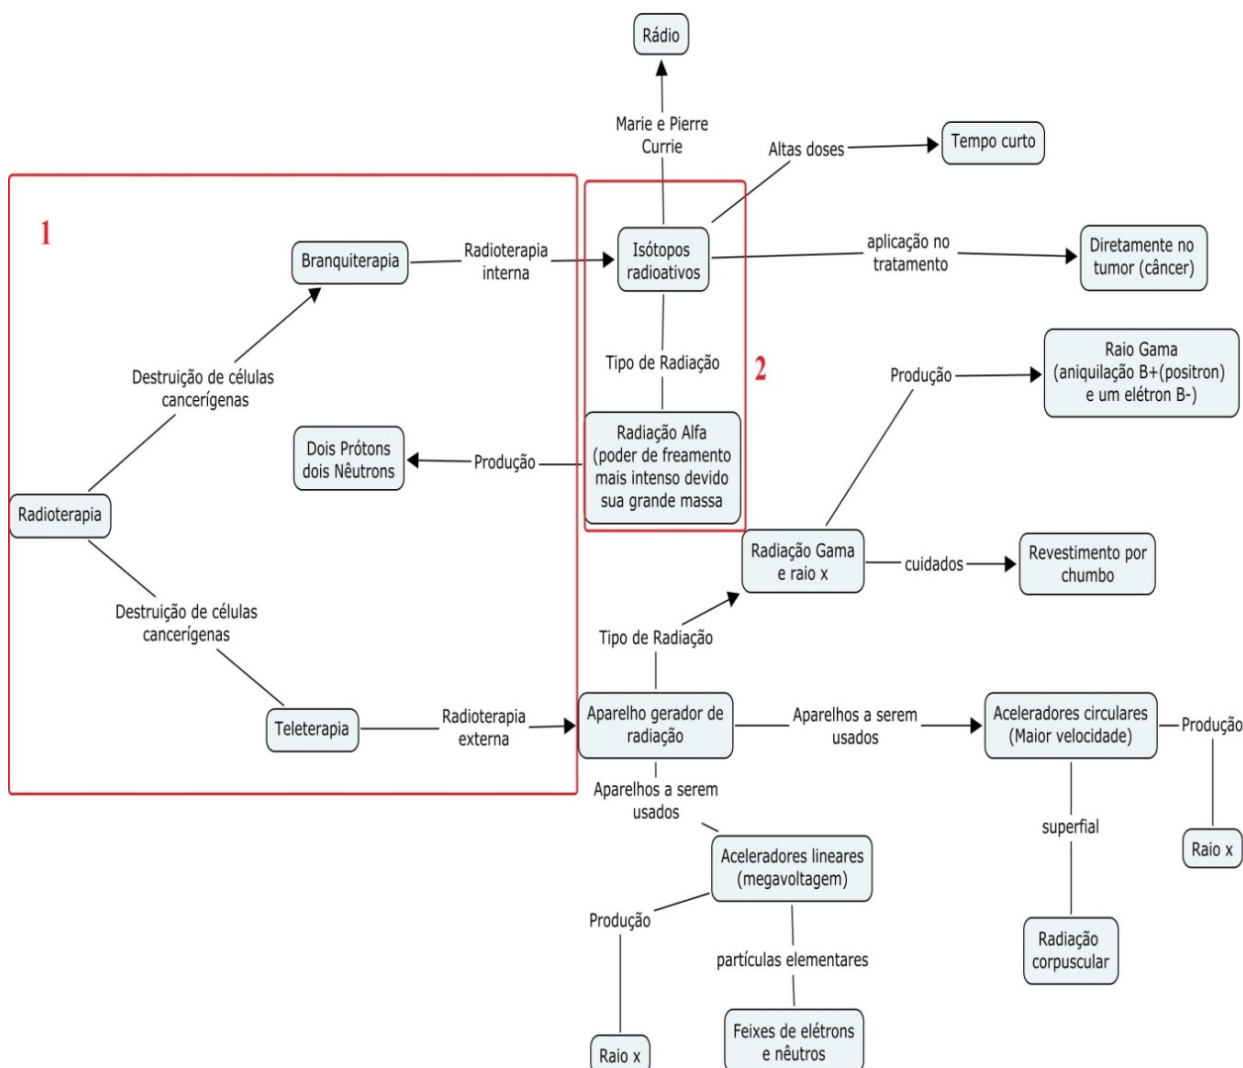 Rádio
Marie e Pierre
Currie
Altas doses
Tempo curto
1
Branquiterapia
Radioterapia
interna
Isótopos
radioativos
aplicação no
tratamento
Diretamente no
tumor (câncer)
Destruição de células
cancerígenas
Tipo de Radiação
2
Produção
Raio Gama
(aniquilação B+(positron)
e um elétron B-)
Dois Prótons
dois Nêutrons
Produção
Radiação Alfa
(poder de freamento
mais intenso devido
sua grande massa
Radioterapia
Radiação Gama
e raio x
cuidados
Revestimento por
chumbo
Destruição de células
cancerígenas
Tipo de Radiação
Teleterapia
Radioterapia
externa
Aparelho gerador de
radiação
Aparelhos a serem
usados
Aceleradores circulares
(Maior velocidade)
Produção
Aparelhos a serem
usados
superfial
Raio x
Aceleradores lineares
(megavoltagem)
Produção
partículas elementares
Radiação
corpuscular
Raio x
Feixes de elétrons
e nêutros